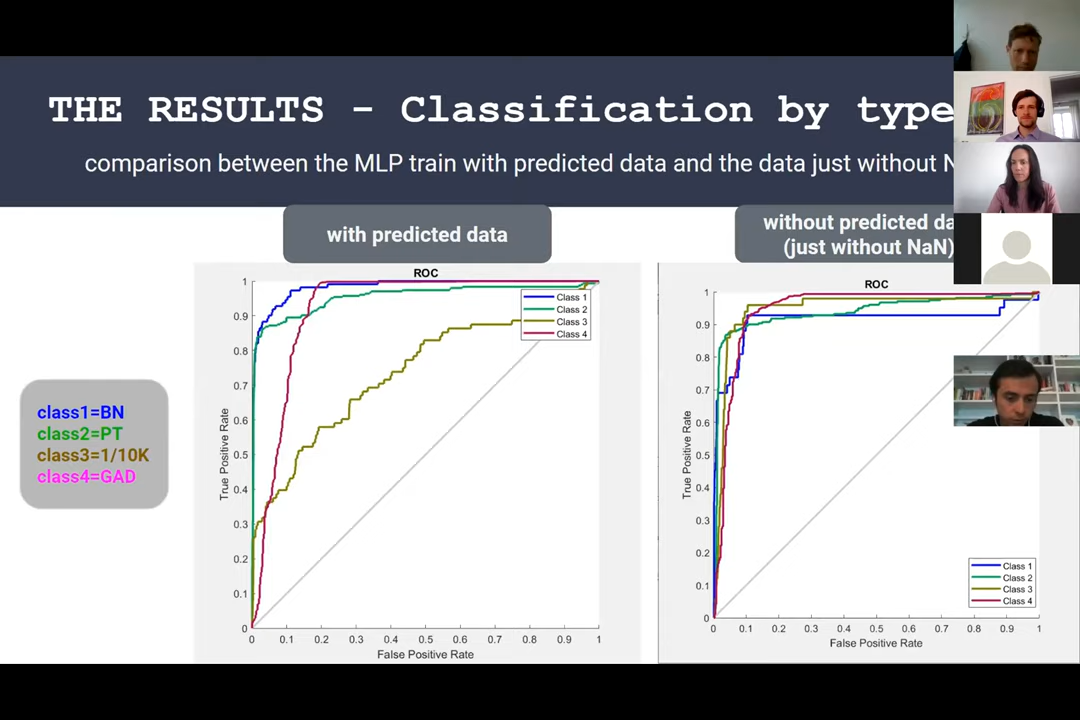 THE RESULTS - Classification by type
comparison between the MLP train with predicted data and the data just without
with predicted data
without predicted
(just without NaN)
class1=BN
class2=PT
class3=1/10K
class4=GAD
ROC
1
0.9
0.8
0.7
0.6
0.5
0.4
0.3
0.2
0.1
0
True Positive Rate
Class 1
Class 2
Class 3
Class 4
0 0.1 0.2 0.3 0.4 0.5 0.6 0.7 0.8 0.9 1
False Positive Rate
ROC
1
0.9
0.8
0.7
0.6
0.5
0.4
0.3
0.2
0.1
0
True Positive Rate
Class 1
Class 2
Class 3
Class 4
0 0.1 0.2 0.3 0.4 0.5 0.6 0.7 0.8 0.9 1
False Positive Rate